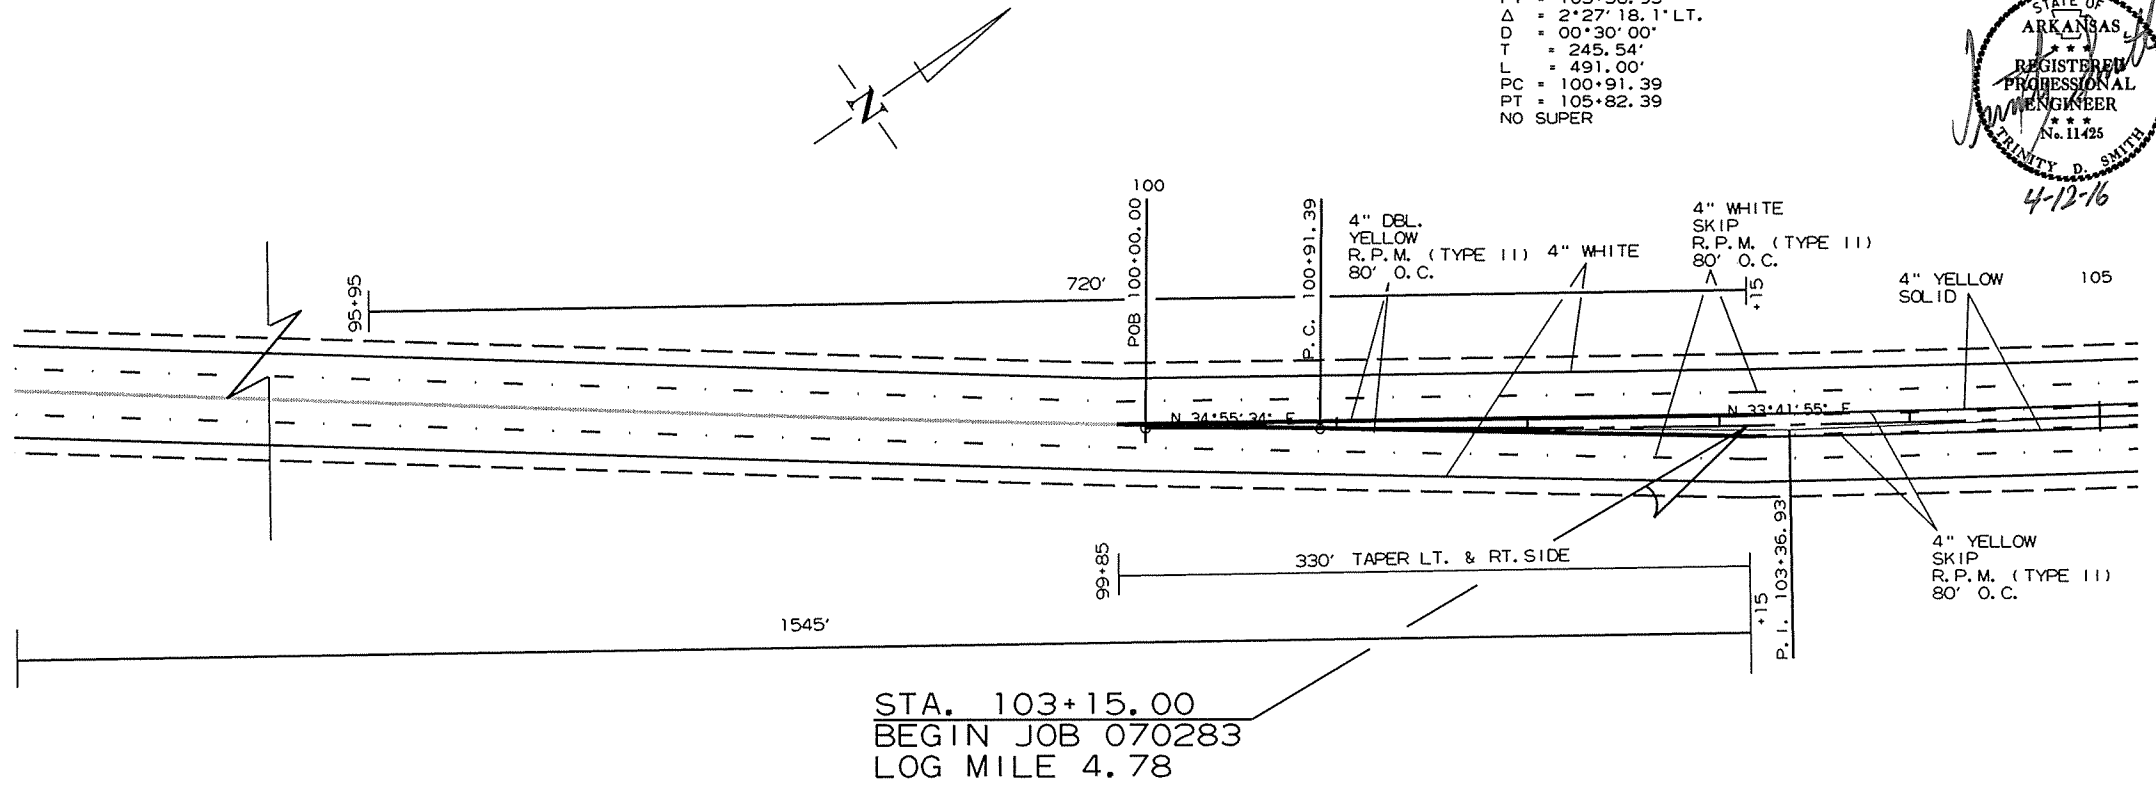 Δ = 2°27'18.1" LT.
D = 00°30'00"
T = 245.54'
L = 491.00'
PC = 100+91.39
PT = 105+82.39
NO SUPER
STATE OF
ARKANSAS
★ ★ ★
REGISTERED
PROFESSIONAL
ENGINEER
★ ★ ★
No. 11425
TRINITY D. SMITH
4-12-16
N
100
POB 100+00.00
P.C. 100+91.39
4" DBL.
YELLOW
R.P.M. (TYPE II)
80' O.C.
4" WHITE
4" WHITE
SKIP
R.P.M. (TYPE II)
80' O.C.
4" YELLOW
SOLID
105
95+95
720'
+15
N 34°55'34" E
N 33°41'55" E
99+85
330' TAPER LT. & RT. SIDE
+15
P.I. 103+36.93
4" YELLOW
SKIP
R.P.M. (TYPE II)
80' O.C.
1545'
STA. 103+15.00
BEGIN JOB 070283
LOG MILE 4.78